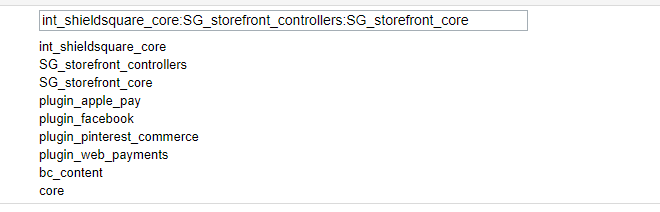 int_shieldsquare_core:SG_storefront_controllers:SG_storefront_core
int_shieldsquare_core
SG_storefront_controllers
SG_storefront_core
plugin_apple_pay
plugin_facebook
plugin_pinterest_commerce
plugin_web_payments
bc_content
core